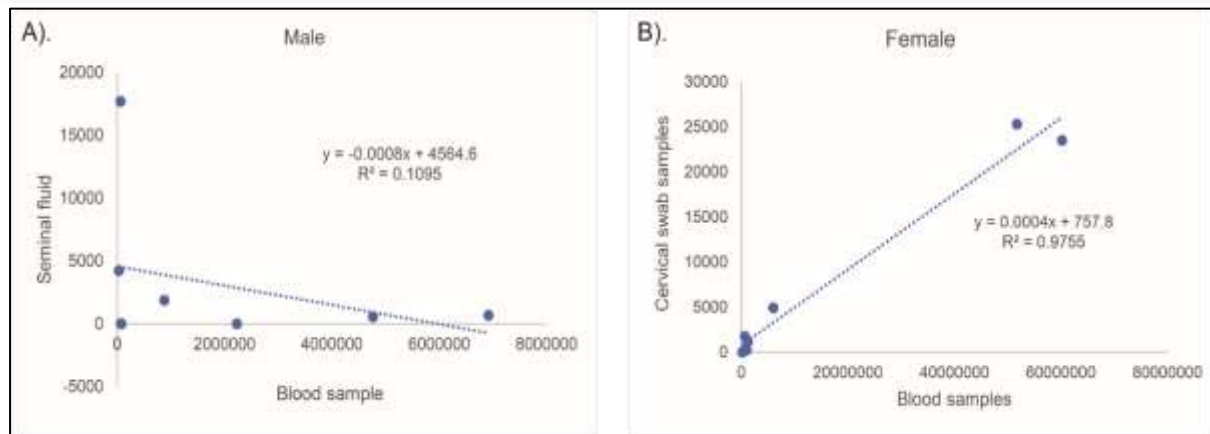 A).
Male
20000
15000
10000
5000
0
-5000
Seminal fluid
y = -0.0008x + 4564.6
R² = 0.1095
0 2000000 4000000 6000000 8000000
Blood sample
B).
Female
30000
25000
20000
15000
10000
5000
0
Cervical swab samples
y = 0.0004x + 757.8
R² = 0.9755
0 20000000 40000000 60000000 80000000
Blood samples